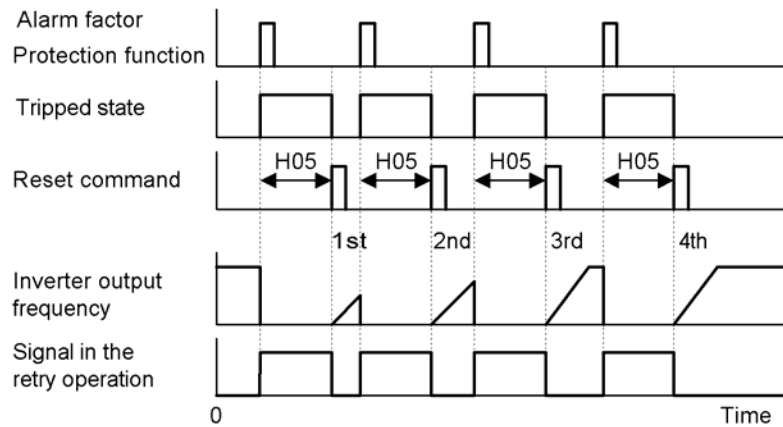 Alarm factor
Protection function
Tripped state
H05 H05 H05 H05
Reset command
1st 2nd 3rd 4th
Inverter output
frequency
Signal in the
retry operation
0 Time